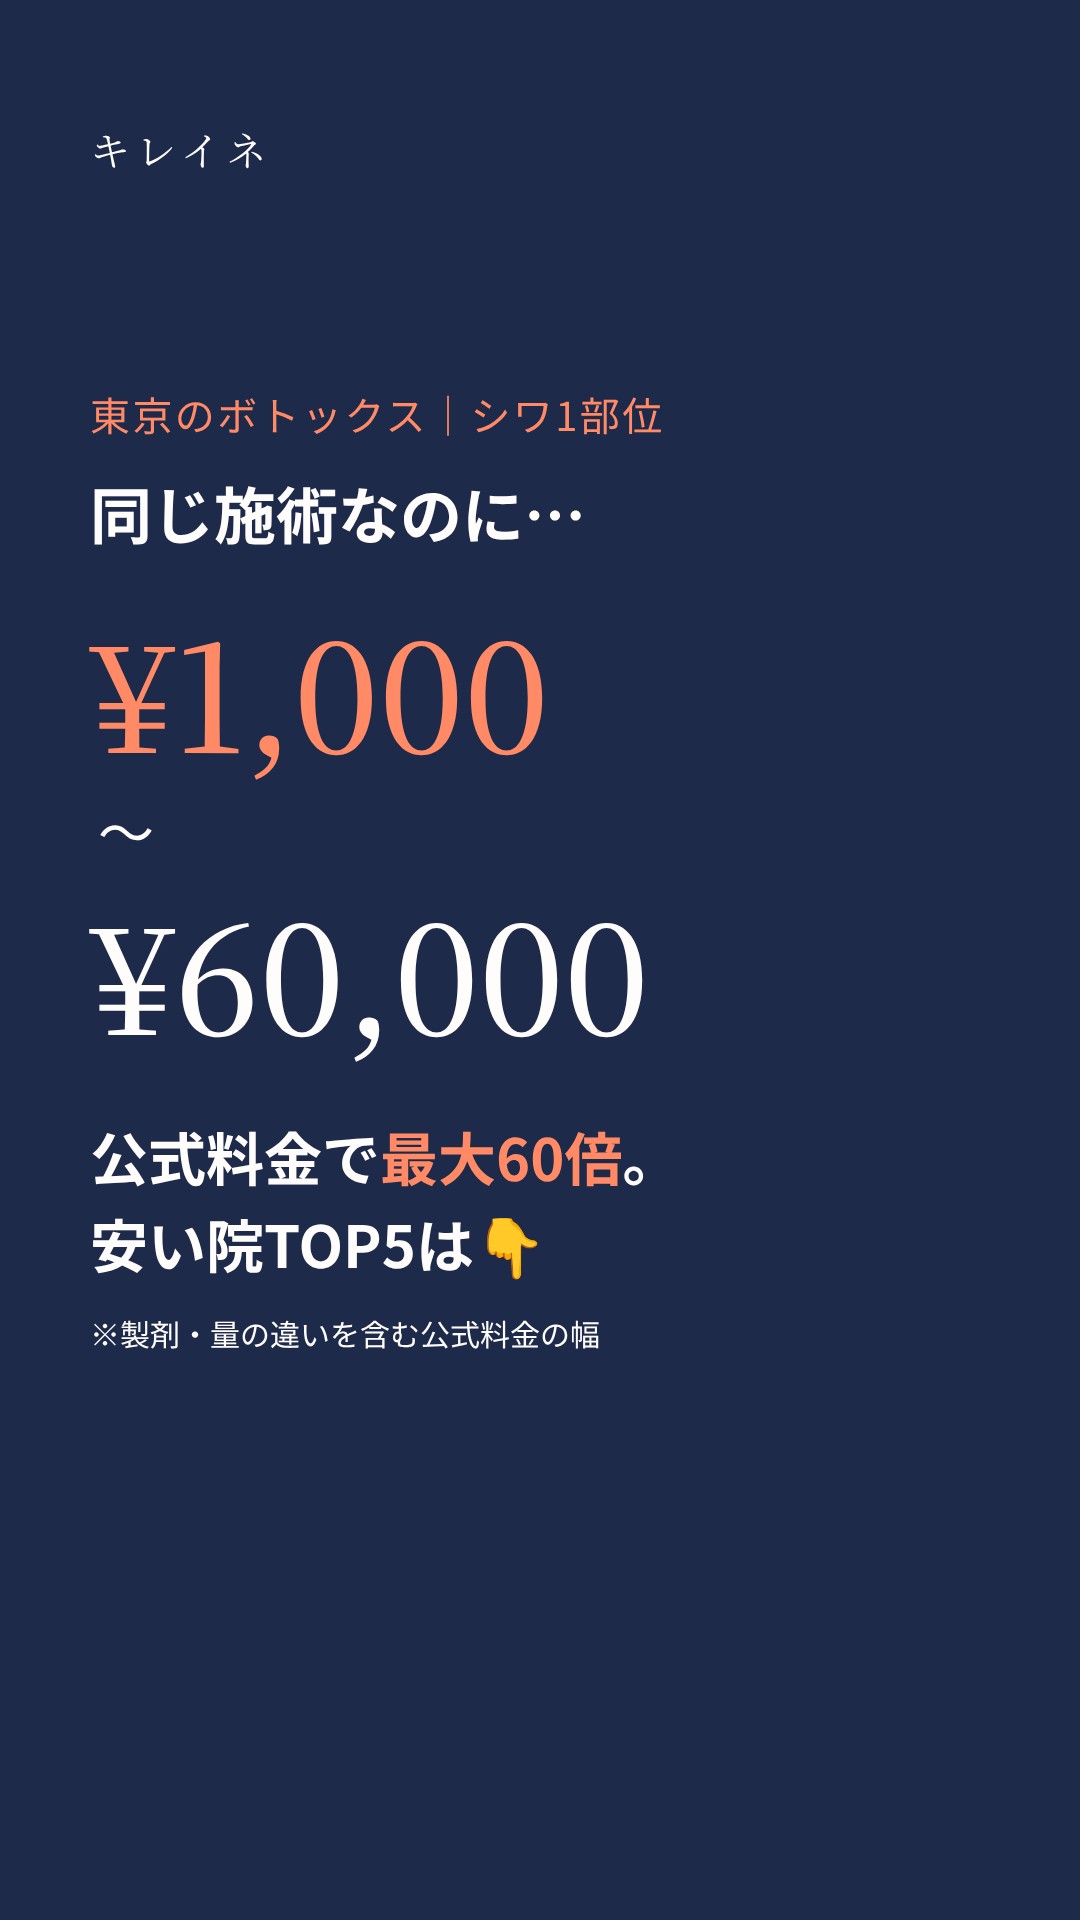 キレイネ
東京のボトックス｜シワ1部位
同じ施術なのに…
¥1,000
〜
¥60,000
公式料金で最大60倍。
安い院TOP5は👇
※製剤・量の違いを含む公式料金の幅